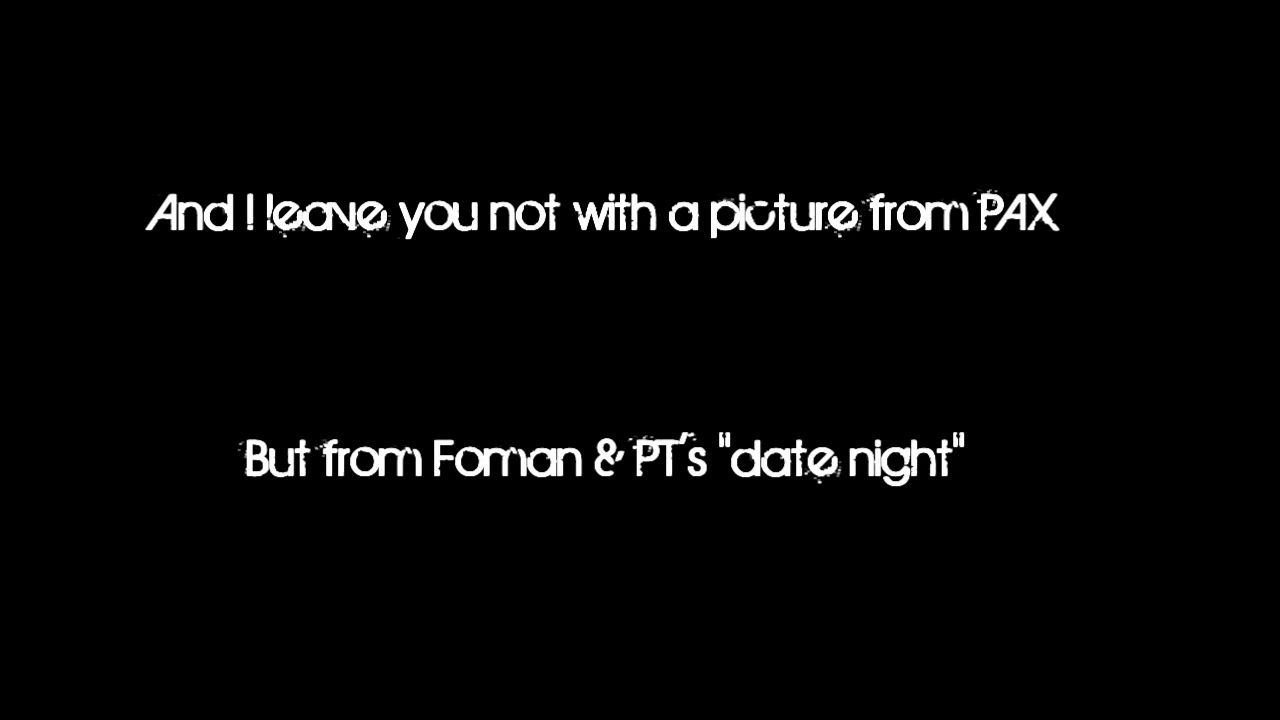 And I leave you not with a picture from PAX
But from Foman & PT's "date night"